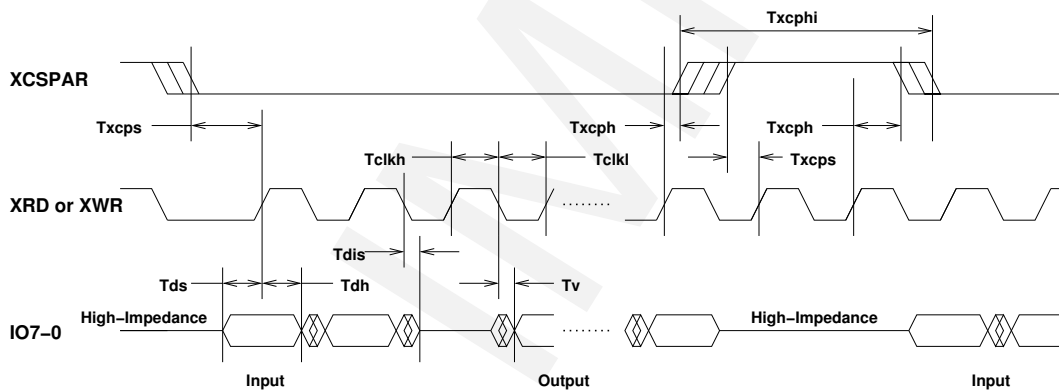 Txcphi
XCSPAR
Txcps
Txcph
Txcph
Tclkh
Tclkl
Txcps
XRD or XWR
Tdis
Tds
Tdh
Tv
High-Impedance
High-Impedance
IO7-0
Input
Output
Input